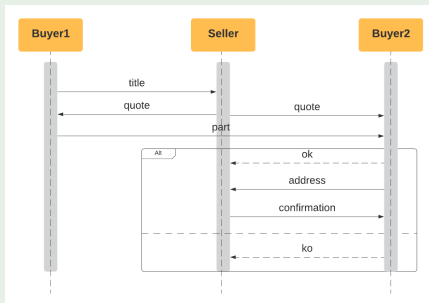 Buyer1
Seller
Buyer2
title
quote
quote
part
Alt
ok
address
confirmation
ko